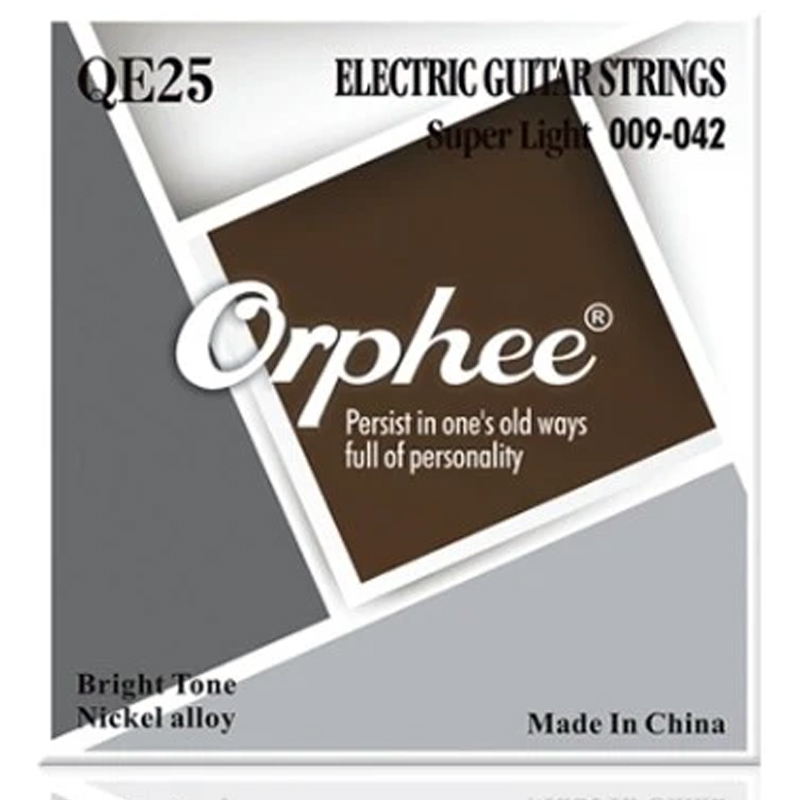 QE25
ELECTRIC GUITAR STRINGS
Super Light 009-042
Orphee®
Persist in one's old ways
full of personality
Bright Tone
Nickel alloy
Made In China